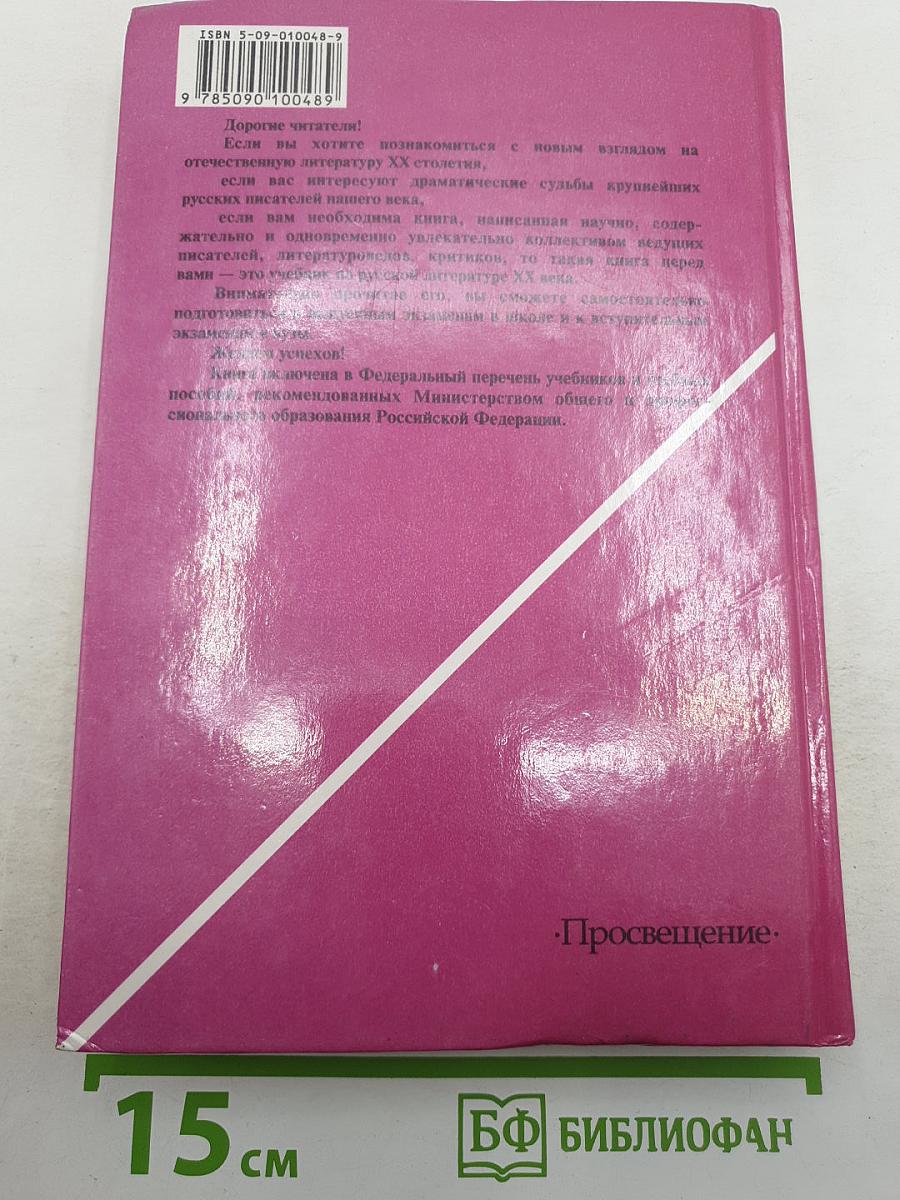 ISBN 5-09-010048-9
9 785090 100489
Дорогие читатели!
Если вы хотите познакомиться с новым взглядом на
отечественную литературу XX столетия,
если вас интересуют драматические судьбы крупнейших
русских писателей нашего века,
если вам необходима книга, написанная научно, содер-
жательно и одновременно увлекательно коллективом ведущих
писателей, литературоведов, критиков, то такая книга перед
вами — это учебник по русской литературе XX века.
Внимательно прочитав его, вы сможете самостоятельно
подготовиться к выпускным экзаменам в школе и к вступительным
экзаменам в вузы.
Желаем успехов!
Книга включена в Федеральный перечень учебников и учебных
пособий, рекомендованных Министерством общего и профес-
сионального образования Российской Федерации.
·Просвещение·
15 см
БФ БИБЛИОФАН